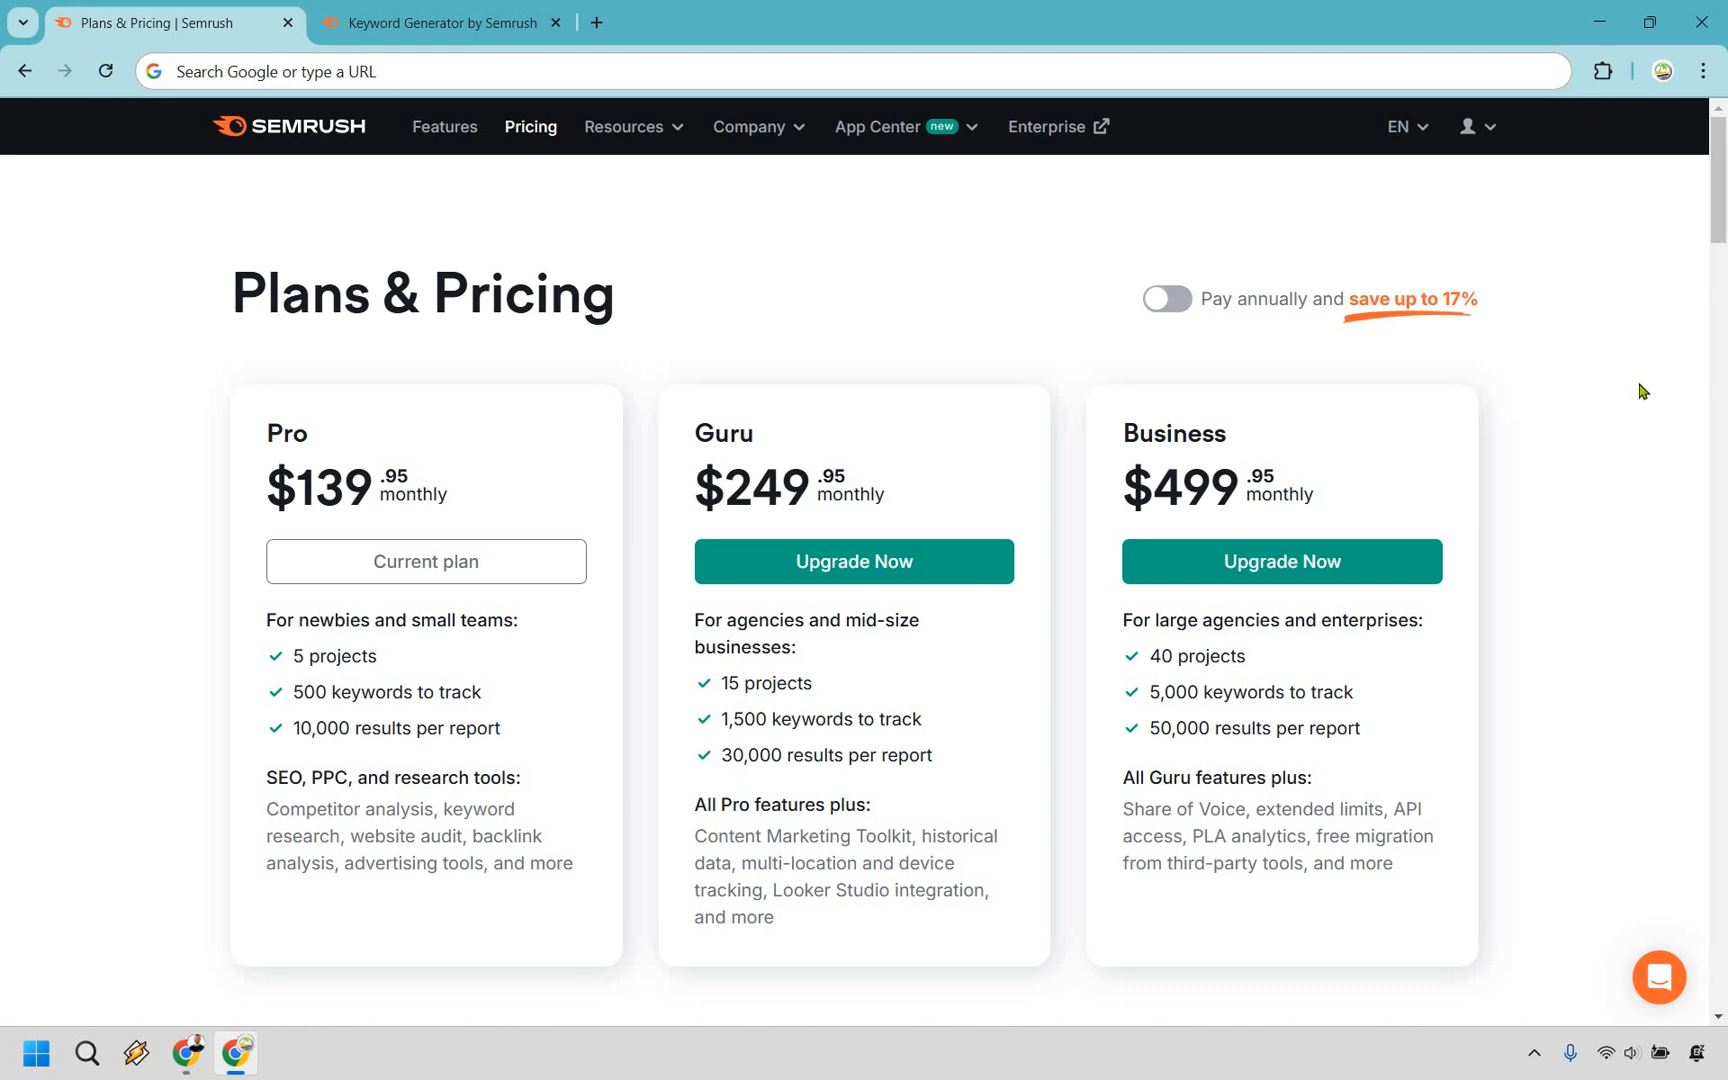 Plans & Pricing | Semrush
Keyword Generator by Semrush
Search Google or type a URL
SEMRUSH
Features
Pricing
Resources
Company
App Center new
Enterprise
EN
Plans & Pricing
Pay annually and save up to 17%
Pro
$139 .95 monthly
Current plan
For newbies and small teams:
5 projects
500 keywords to track
10,000 results per report
SEO, PPC, and research tools:
Competitor analysis, keyword
research, website audit, backlink
analysis, advertising tools, and more
Guru
$249 .95 monthly
Upgrade Now
For agencies and mid-size
businesses:
15 projects
1,500 keywords to track
30,000 results per report
All Pro features plus:
Content Marketing Toolkit, historical
data, multi-location and device
tracking, Looker Studio integration,
and more
Business
$499 .95 monthly
Upgrade Now
For large agencies and enterprises:
40 projects
5,000 keywords to track
50,000 results per report
All Guru features plus:
Share of Voice, extended limits, API
access, PLA analytics, free migration
from third-party tools, and more